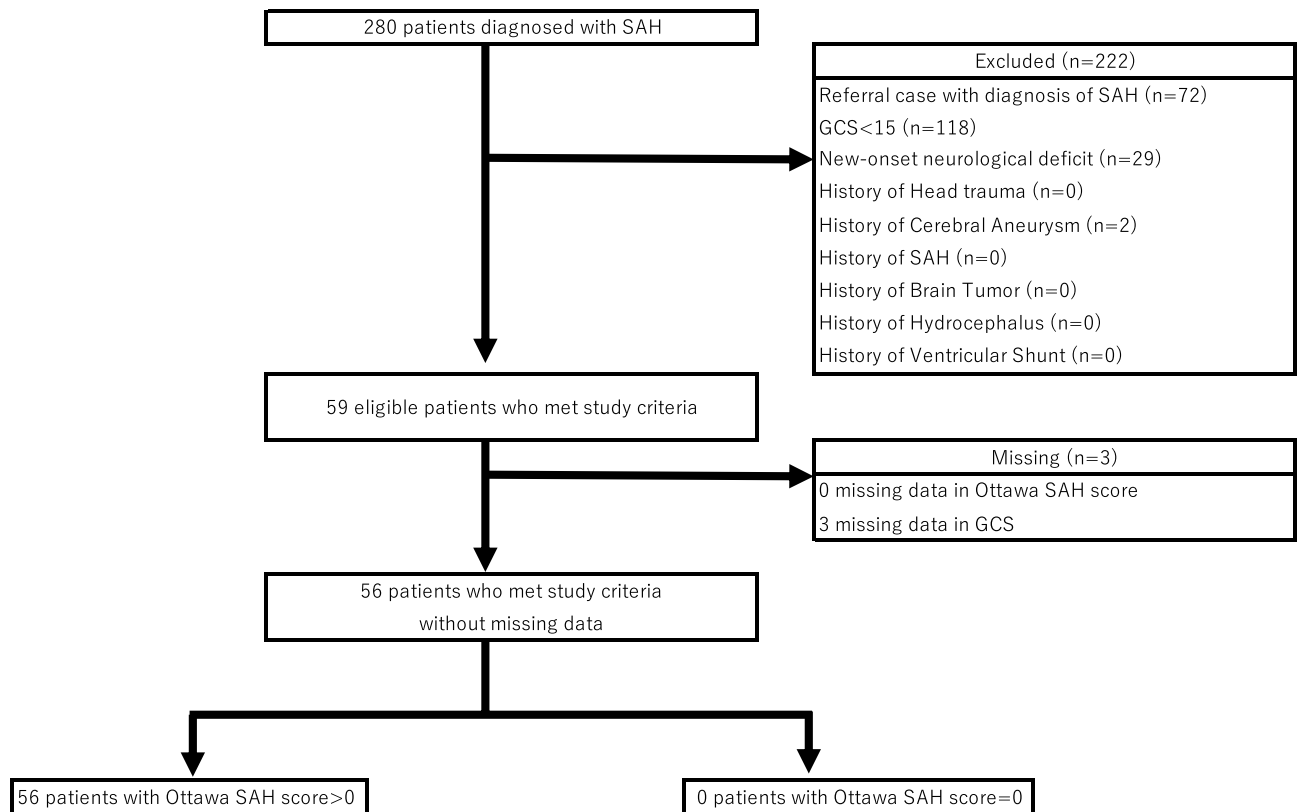 280 patients diagnosed with SAH
Excluded (n=222)
Referral case with diagnosis of SAH (n=72)
GCS<15 (n=118)
New-onset neurological deficit (n=29)
History of Head trauma (n=0)
History of Cerebral Aneurysm (n=2)
History of SAH (n=0)
History of Brain Tumor (n=0)
History of Hydrocephalus (n=0)
History of Ventricular Shunt (n=0)
59 eligible patients who met study criteria
Missing (n=3)
0 missing data in Ottawa SAH score
3 missing data in GCS
56 patients who met study criteria
without missing data
56 patients with Ottawa SAH score>0
0 patients with Ottawa SAH score=0